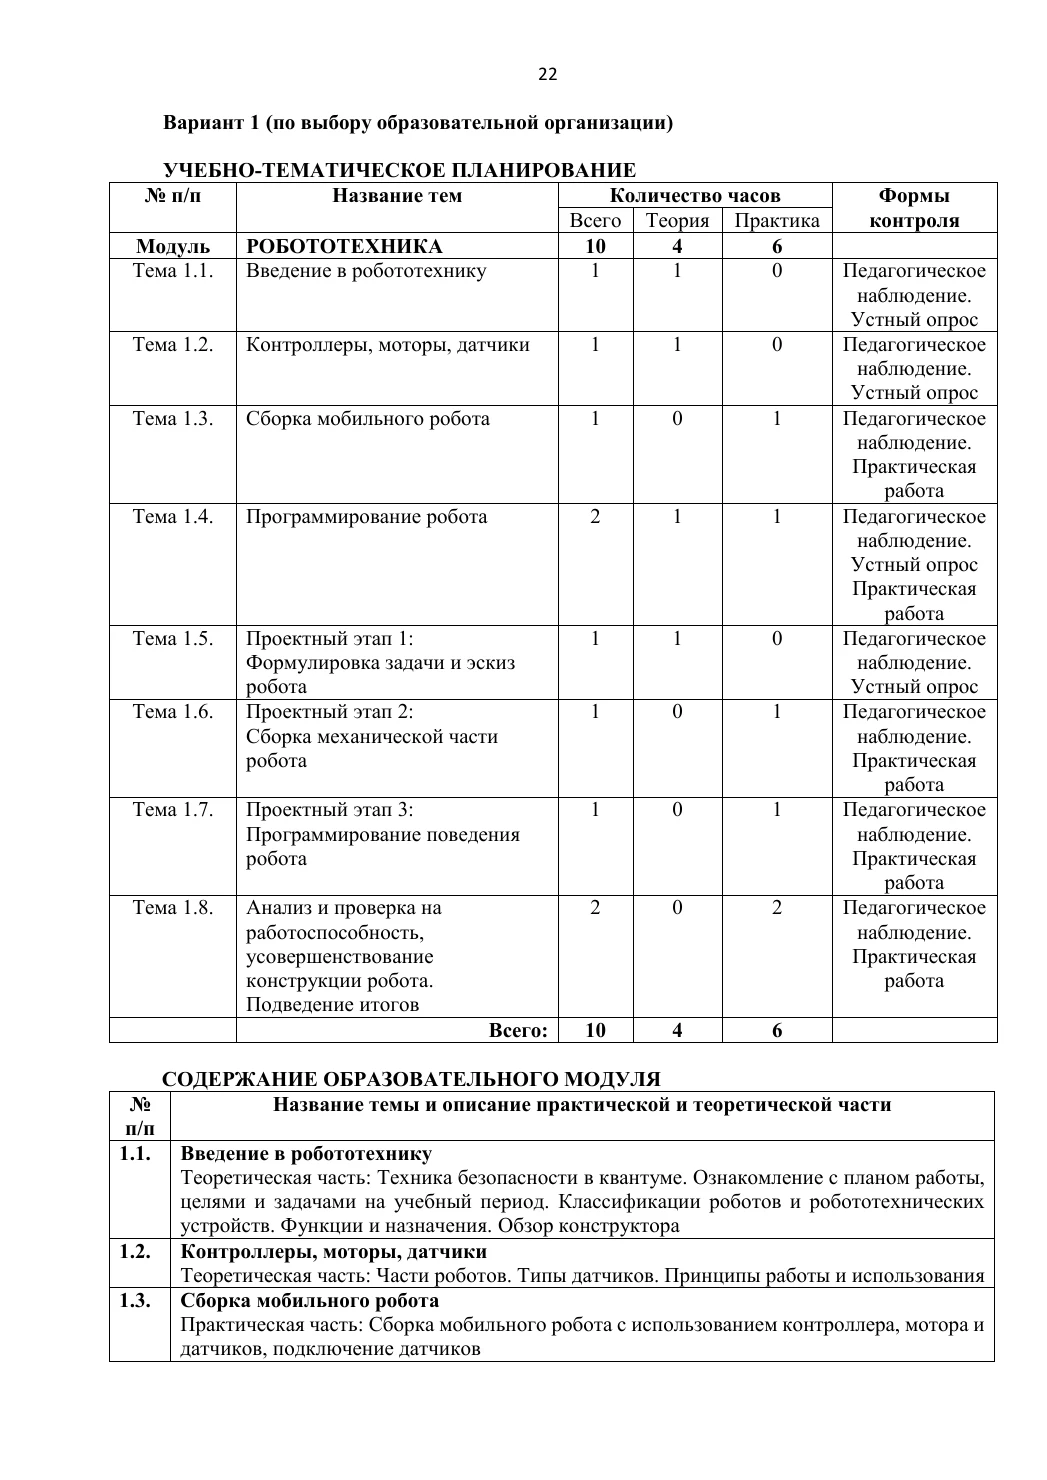 22
Вариант 1 (по выбору образовательной организации)
УЧЕБНО-ТЕМАТИЧЕСКОЕ ПЛАНИРОВАНИЕ
№ п/п Название тем Количество часов Формы
Всего Теория Практика контроля
Модуль РОБОТОТЕХНИКА 10 4 6
Тема 1.1. Введение в робототехнику 1 1 0 Педагогическое
наблюдение.
Устный опрос
Тема 1.2. Контроллеры, моторы, датчики 1 1 0 Педагогическое
наблюдение.
Устный опрос
Тема 1.3. Сборка мобильного робота 1 0 1 Педагогическое
наблюдение.
Практическая
работа
Тема 1.4. Программирование робота 2 1 1 Педагогическое
наблюдение.
Устный опрос
Практическая
работа
Тема 1.5. Проектный этап 1: 1 1 0 Педагогическое
Формулировка задачи и эскиз наблюдение.
робота Устный опрос
Тема 1.6. Проектный этап 2: 1 0 1 Педагогическое
Сборка механической части наблюдение.
робота Практическая
работа
Тема 1.7. Проектный этап 3: 1 0 1 Педагогическое
Программирование поведения наблюдение.
робота Практическая
работа
Тема 1.8. Анализ и проверка на 2 0 2 Педагогическое
работоспособность, наблюдение.
усовершенствование Практическая
конструкции робота. работа
Подведение итогов
Всего: 10 4 6
СОДЕРЖАНИЕ ОБРАЗОВАТЕЛЬНОГО МОДУЛЯ
№ Название темы и описание практической и теоретической части
п/п
1.1. Введение в робототехнику
Теоретическая часть: Техника безопасности в квантуме. Ознакомление с планом работы,
целями и задачами на учебный период. Классификации роботов и робототехнических
устройств. Функции и назначения. Обзор конструктора
1.2. Контроллеры, моторы, датчики
Теоретическая часть: Части роботов. Типы датчиков. Принципы работы и использования
1.3. Сборка мобильного робота
Практическая часть: Сборка мобильного робота с использованием контроллера, мотора и
датчиков, подключение датчиков